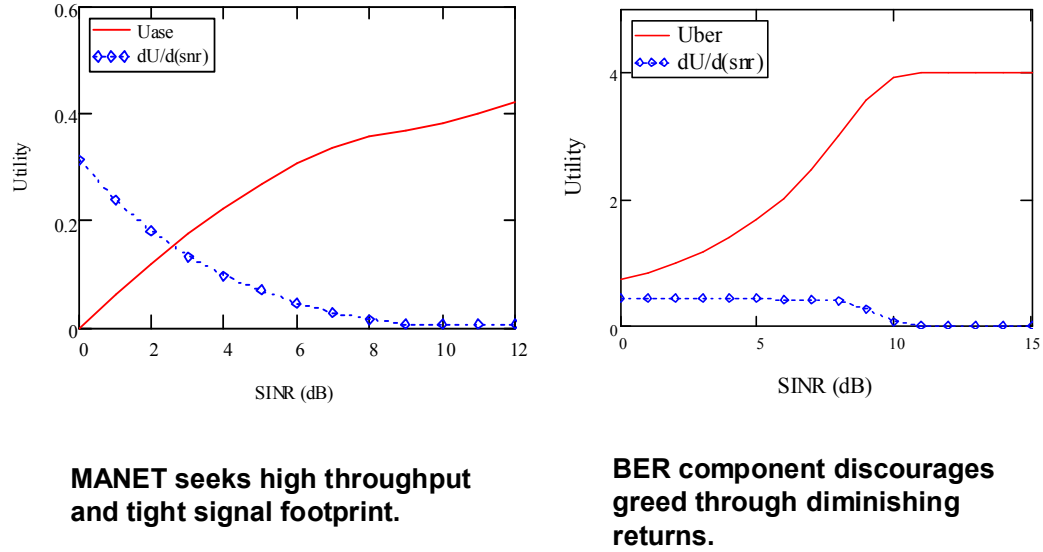 0.6
Uase
dU/d(snr)
0.4
Utility
0.2
0
0 2 4 6 8 10 12
SINR (dB)
MANET seeks high throughput
and tight signal footprint.
Uber
dU/d(snr)
4
Utility
2
0
0 5 10 15
SINR (dB)
BER component discourages
greed through diminishing
returns.